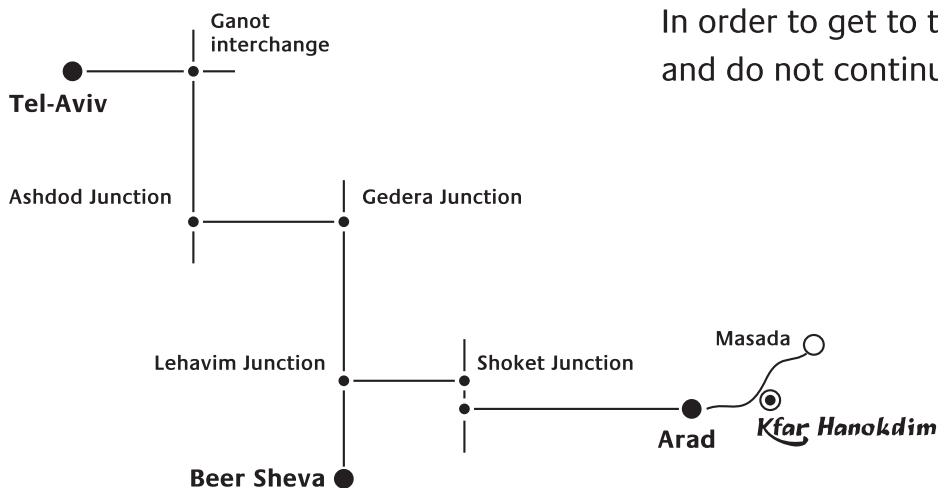 Ganot
interchange
In order to get to t
and do not continu
Tel-Aviv
Ashdod Junction
Gedera Junction
Masada
Lehavim Junction
Shoket Junction
Kfar Hanokdim
Arad
Beer Sheva